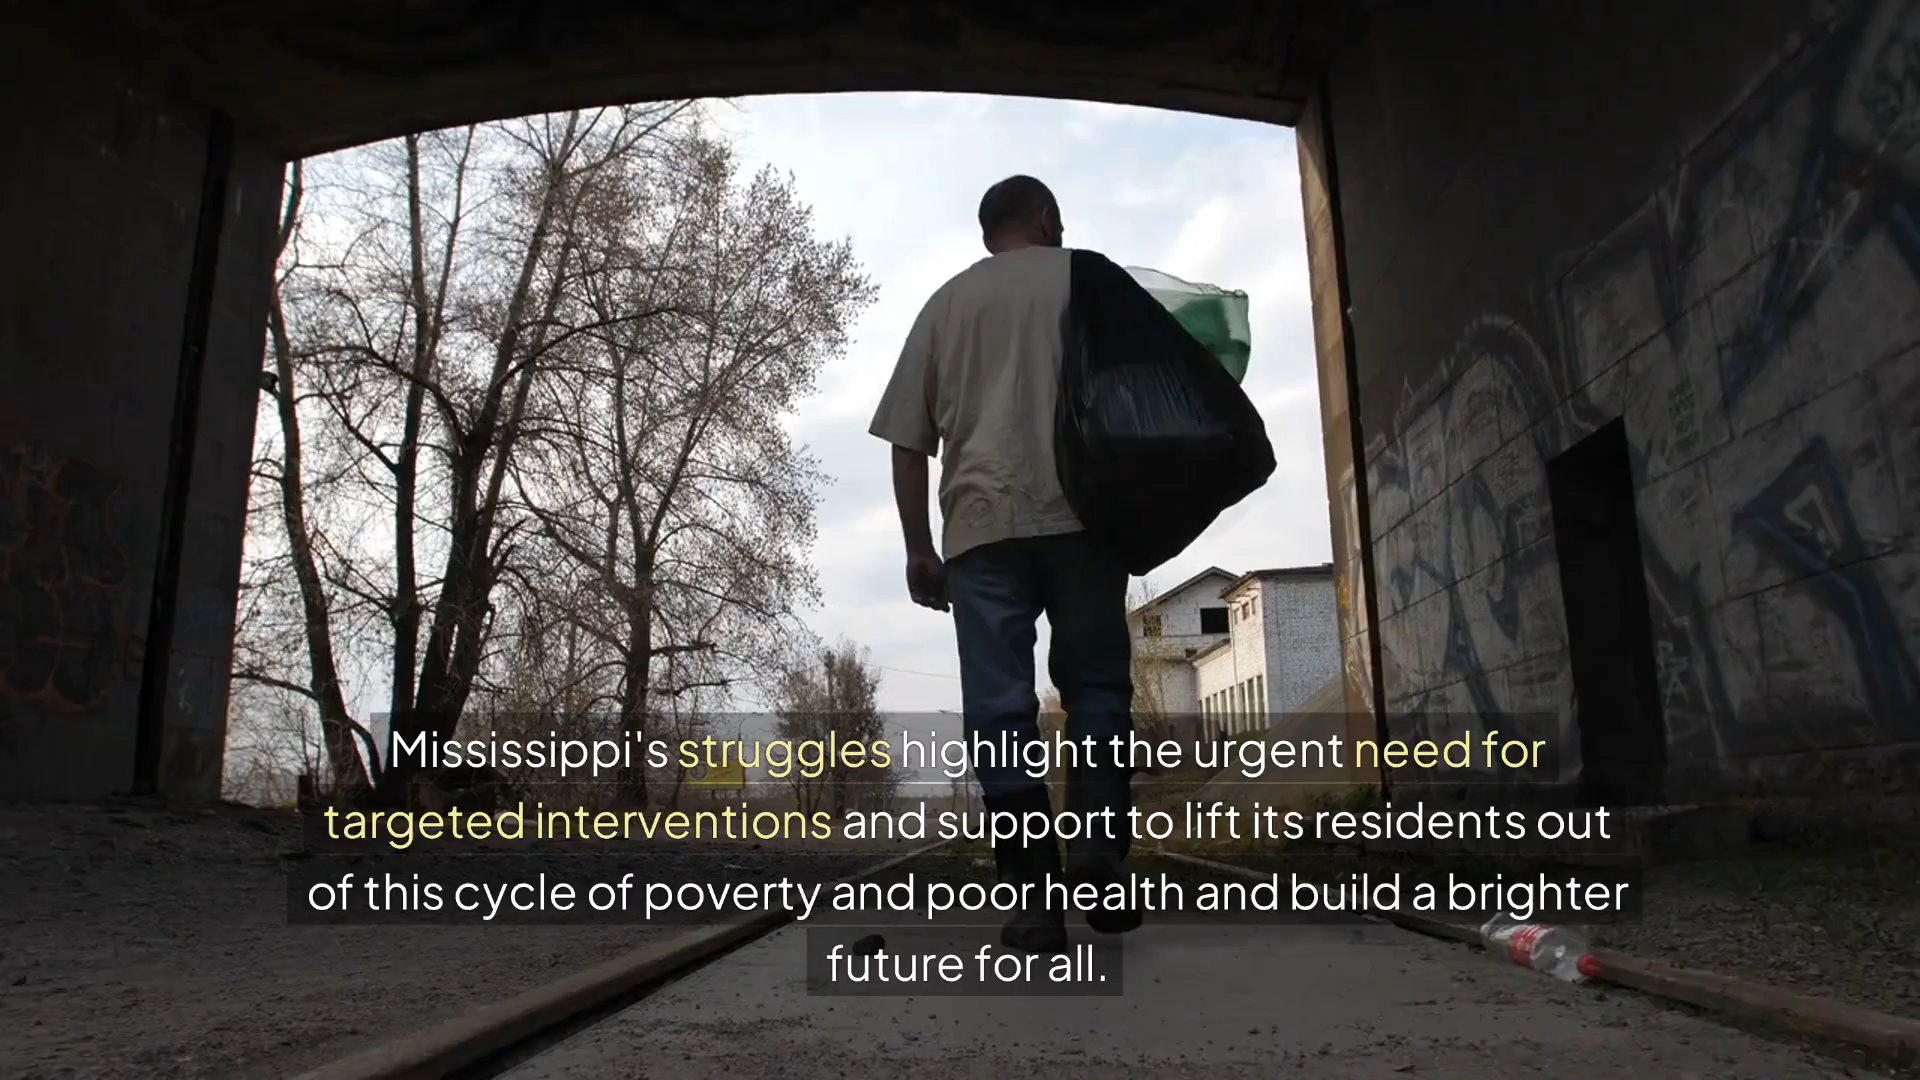 Mississippi's struggles highlight the urgent need for
targeted interventions and support to lift its residents out
of this cycle of poverty and poor health and build a brighter
future for all.